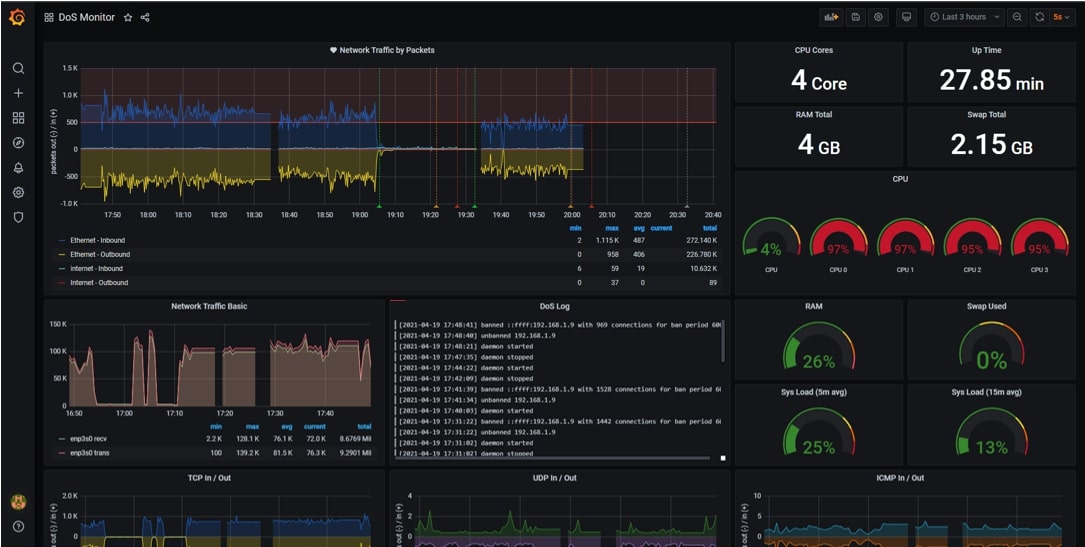 DoS Monitor
Last 3 hours
5s
Network Traffic by Packets
packets out (-) / in (+)
1.5 K
1.0 K
500
0
-500
-1.0 K
17:50 18:00 18:10 18:20 18:30 18:40 18:50 19:00 19:10 19:20 19:30 19:40 19:50 20:00 20:10 20:20 20:30 20:40
min max avg current total
Ethernet - Inbound 2 1.115 K 487 272.140 K
Ethernet - Outbound 0 958 406 226.780 K
internet - Inbound 6 59 19 10.632 K
Internet - Outbound 0 37 0 89
CPU Cores
4 Core
Up Time
27.85 min
RAM Total
4 GB
Swap Total
2.15 GB
CPU
4% 97% 97% 95% 95%
CPU CPU 0 CPU 1 CPU 2 CPU 3
Network Traffic Basic
150 K
100 K
50 K
0
16:50 17:00 17:10 17:20 17:30 17:40
min max avg current total
enp3s0 recv 2.2 K 128.1 K 76.1 K 72.0 K 8.6769 Mil
enp3s0 trans 100 139.2 K 81.5 K 76.3 K 9.2901 Mil
DoS Log
[2021-04-19 17:48:41] banned ::ffff:192.168.1.9 with 969 connections for ban period 600
[2021-04-19 17:48:40] unbanned 192.168.1.9
[2021-04-19 17:48:21] daemon started
[2021-04-19 17:47:35] daemon stopped
[2021-04-19 17:44:22] daemon started
[2021-04-19 17:42:09] daemon stopped
[2021-04-19 17:41:39] banned ::ffff:192.168.1.9 with 1528 connections for ban period
[2021-04-19 17:41:34] unbanned 192.168.1.9
[2021-04-19 17:40:03] daemon started
[2021-04-19 17:31:22] banned ::ffff:192.168.1.9 with 1442 connections for ban period
[2021-04-19 17:31:22] unbanned 192.168.1.9
[2021-04-19 17:31:02] daemon started
[2021-04-19 17:31:02] daemon stopped
RAM
26%
Swap Used
0%
Sys Load (5m avg)
25%
Sys Load (15m avg)
13%
TCP In / Out
2.0 K
1.0 K
0
UDP In / Out
4
2
0
ICMP In / Out
10
5
0